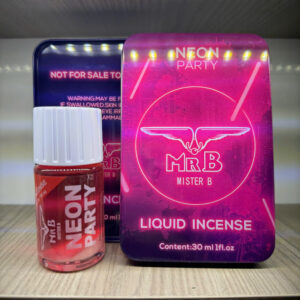 NEON
PARTY
MR B
MISTER B
LIQUID INCENSE
Content:30 ml 1fl.oz
NOT FOR SALE TO
WARNING:MAY BE F
IF SWALLOWED,SKIN
MR B
NEON
PARTY